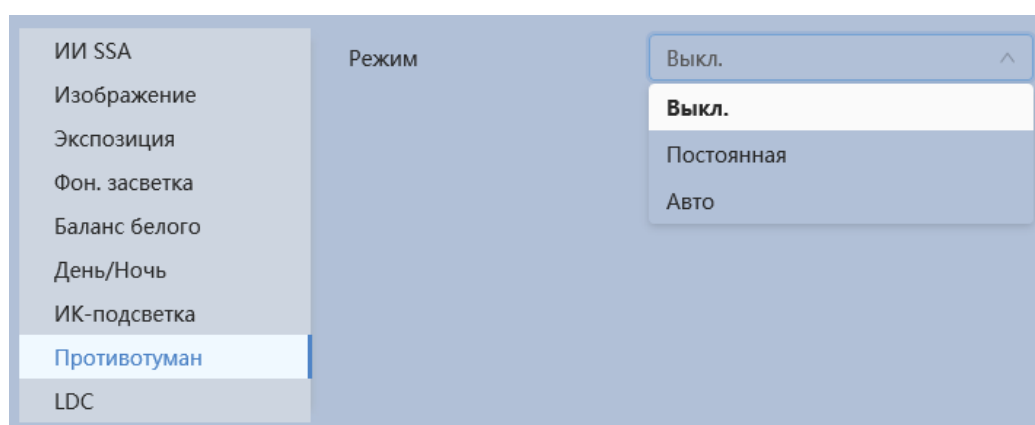 ИИ SSA
Изображение
Экспозиция
Фон. засветка
Баланс белого
День/Ночь
ИК-подсветка
Противотуман
LDC
Режим
Выкл.
Выкл.
Постоянная
Авто